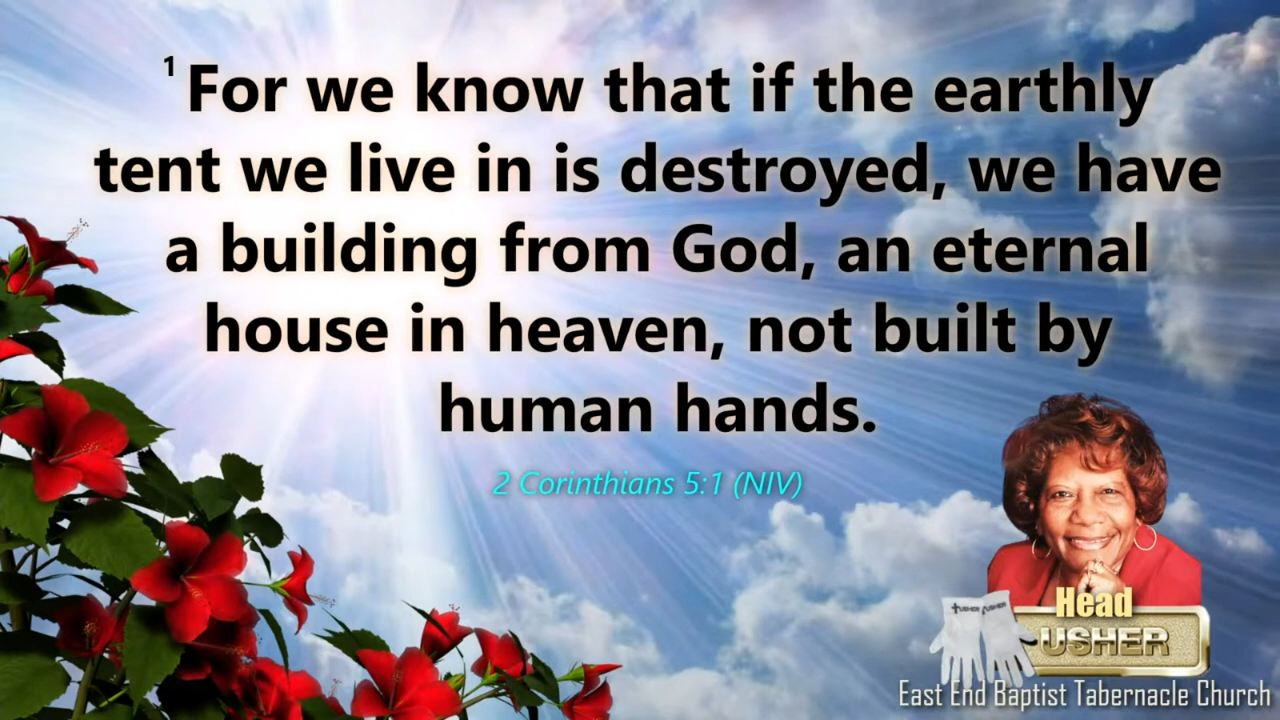 1 For we know that if the earthly
tent we live in is destroyed, we have
a building from God, an eternal
house in heaven, not built by
human hands.
2 Corinthians 5:1 (NIV)
Head
USHER USHER
USHER
East End Baptist Tabernacle Church